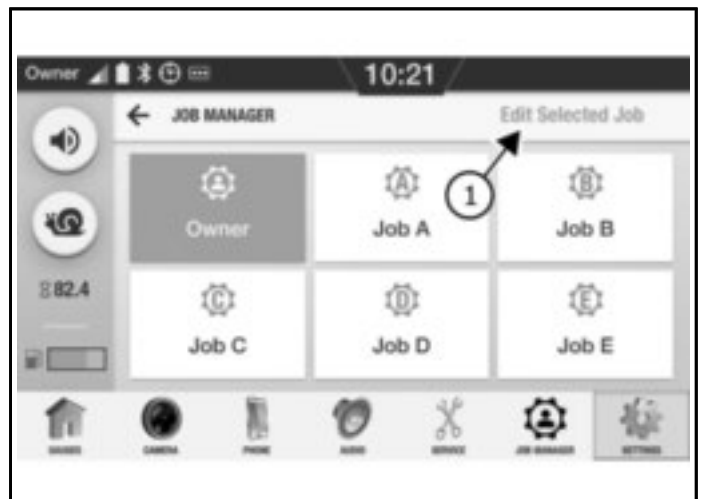 Owner 10:21
JOB MANAGER Edit Selected Job
1
A B
Owner Job A Job B
82.4
C D E
Job C Job D Job E
GAUGES CAMERA PHONE AUDIO SERVICE JOB MANAGER SETTINGS